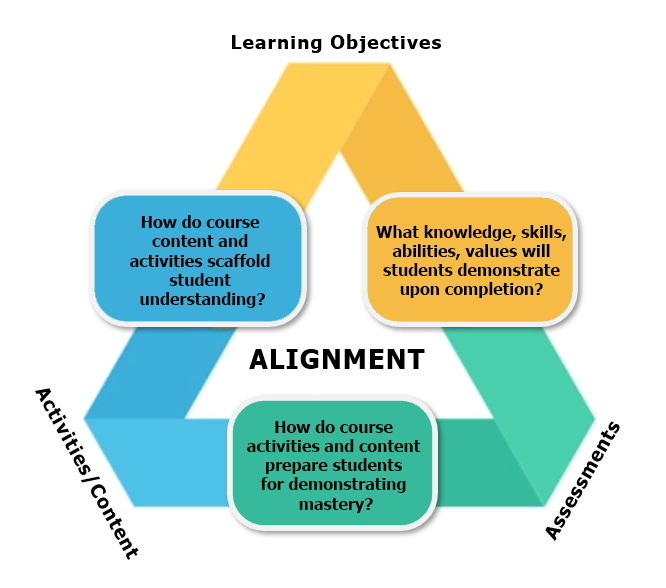 Learning Objectives
How do course
content and
activities scaffold
student
understanding?
What knowledge, skills,
abilities, values will
students demonstrate
upon completion?
ALIGNMENT
Activities/Content
How do course
activities and content
prepare students
for demonstrating
mastery?
Assessments